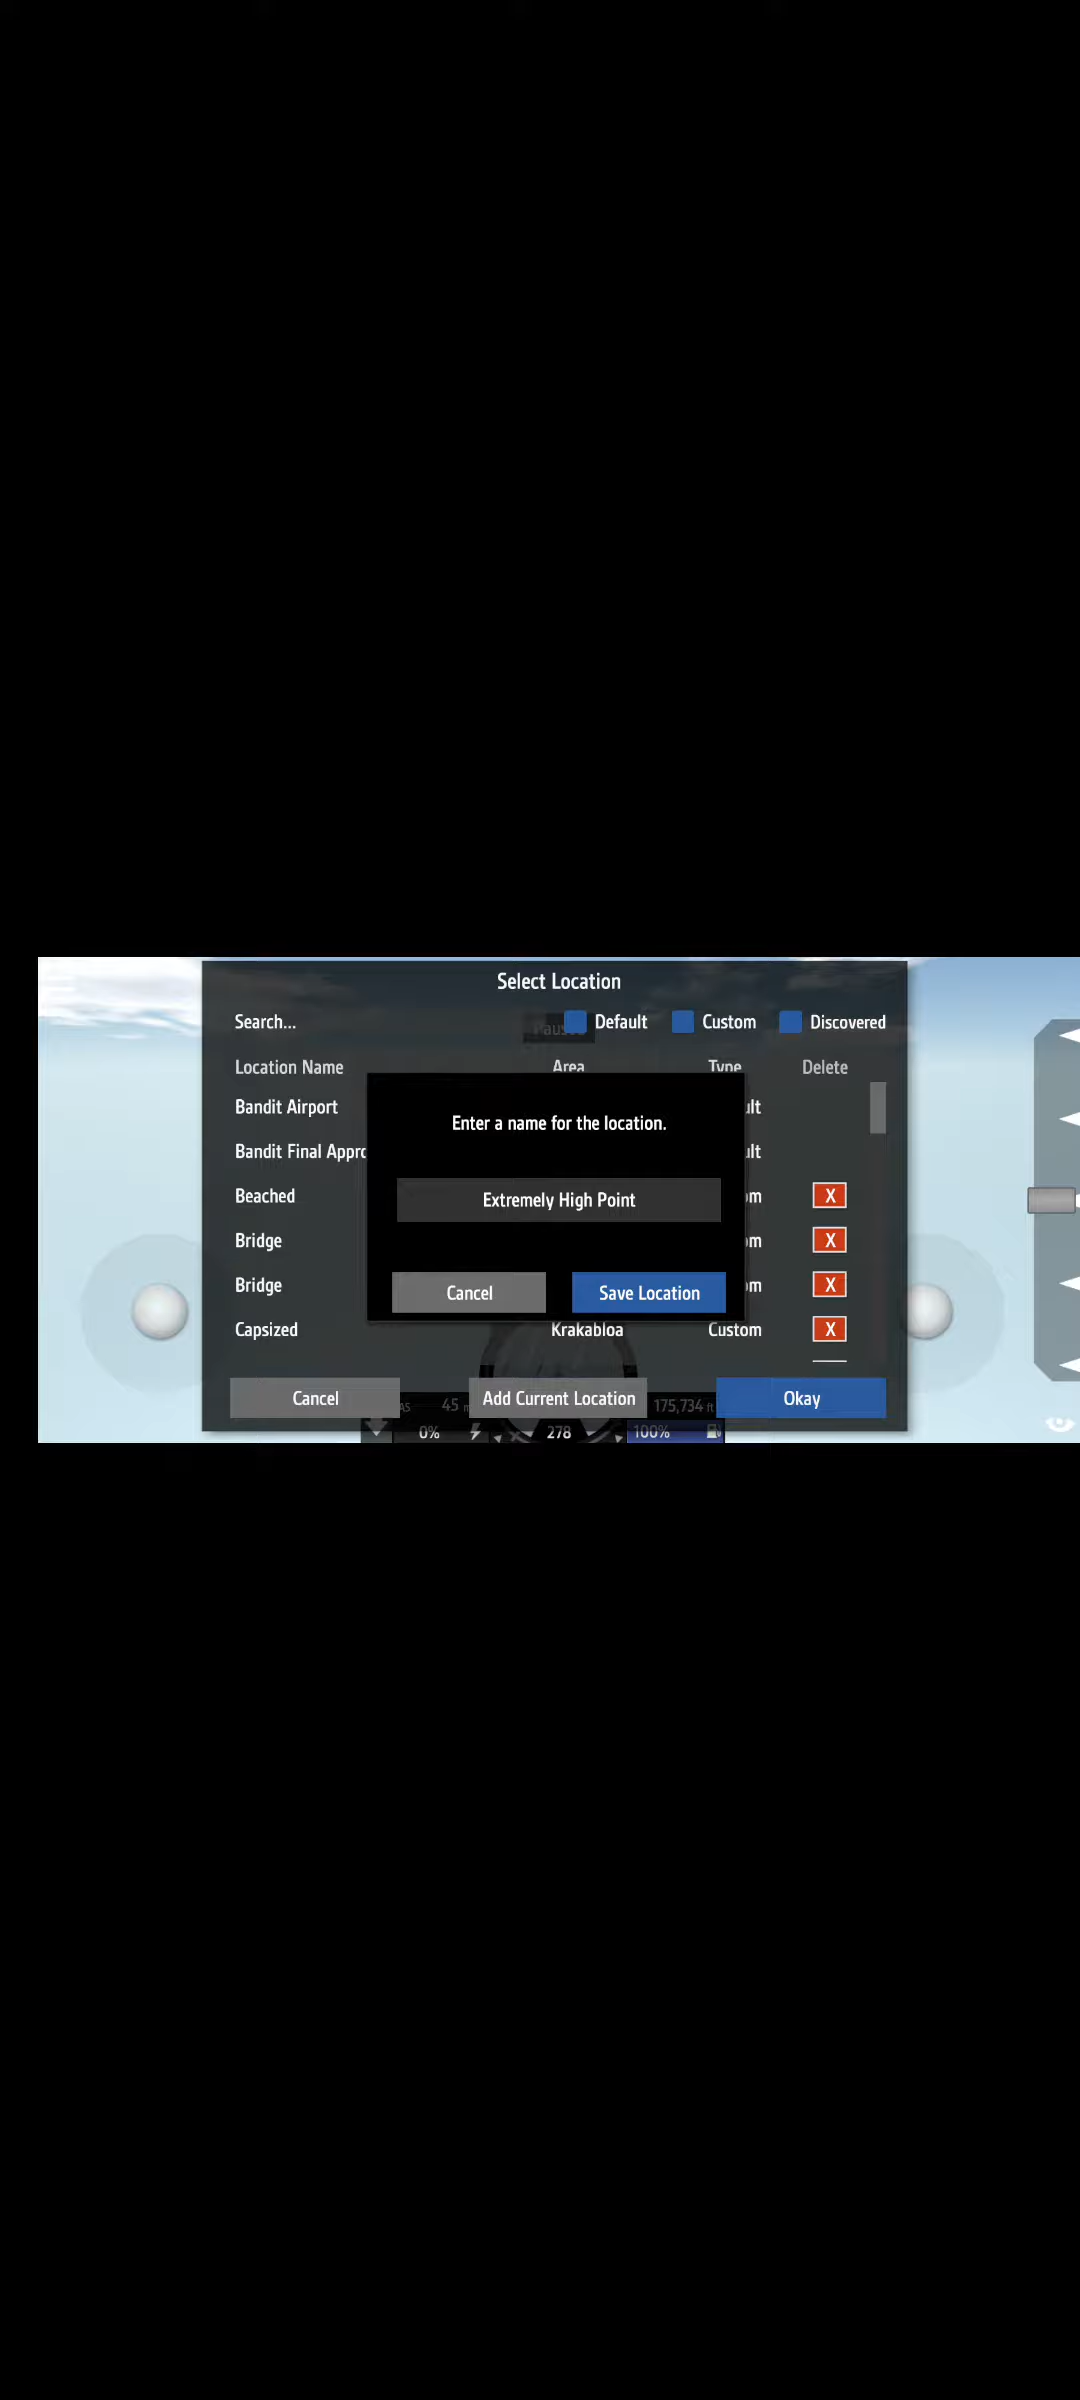 Select Location
Search...
Default
Custom
Discovered
Location Name
Area
Type
Delete
Bandit Airport
Bandit Final
Beached
X
Bridge
X
Bridge
X
Capsized
Krakabloa
Custom
X
Enter a name for the location.
Extremely High Point
Cancel
Save Location
Cancel
Add Current Location
Okay
45
175,734 ft
0%
278
100%